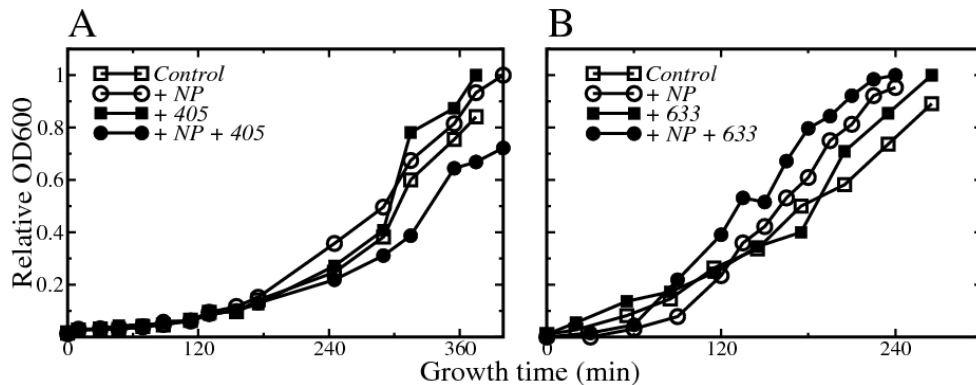 A
Control
+ NP
+ 405
+ NP + 405
B
Control
+ NP
+ 633
+ NP + 633
Relative OD600
1
0.8
0.6
0.4
0.2
0 120 240 360
0 120 240
Growth time (min)